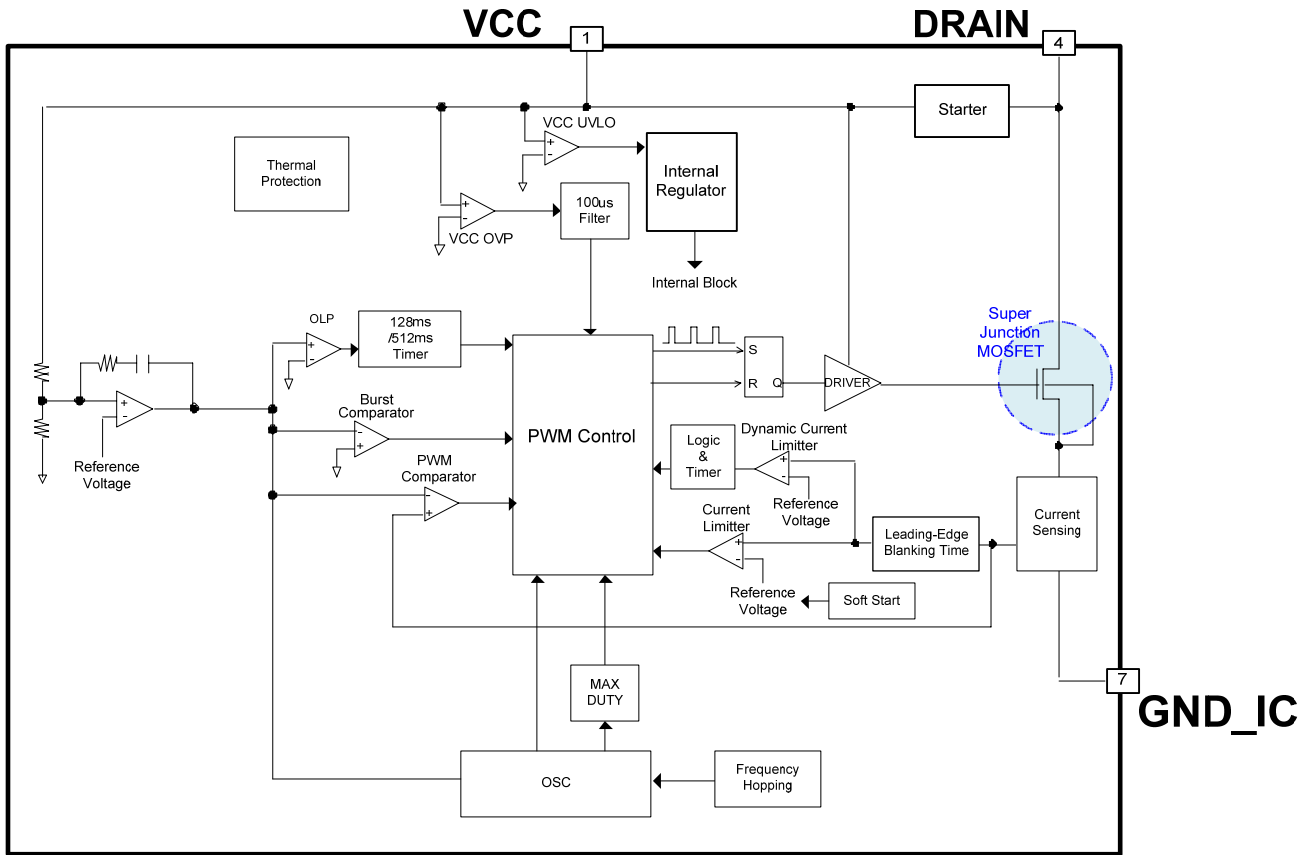 VCC
DRAIN
1
4
Starter
VCC UVLO
+
-
Thermal
Protection
Internal
Regulator
100us
Filter
+
-
VCC OVP
Internal Block
OLP
+
-
128ms
/512ms
Timer
Super
Junction
MOSFET
S
R
Q
DRIVER
+
-
Reference
Voltage
Burst
Comparator
-
+
PWM Control
PWM
Comparator
-
+
Logic
&
Timer
Dynamic Current
Limitter
+
-
Reference
Voltage
Current
Limitter
+
-
Reference
Voltage
Leading-Edge
Blanking Time
Current
Sensing
Soft Start
7
GND_IC
MAX
DUTY
OSC
Frequency
Hopping